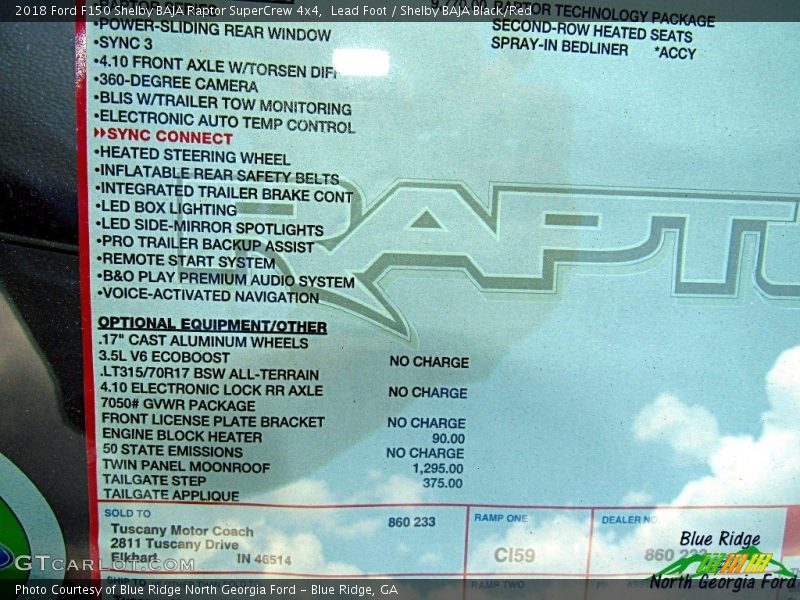 2018 Ford F150 Shelby BAJA Raptor SuperCrew 4x4, Lead Foot / Shelby BAJA Black/Red
RAPTOR TECHNOLOGY PACKAGE
SECOND-ROW HEATED SEATS
SPRAY-IN BEDLINER *ACCY
•POWER-SLIDING REAR WINDOW
•SYNC 3
•4.10 FRONT AXLE W/TORSEN DIFF
•360-DEGREE CAMERA
•BLIS W/TRAILER TOW MONITORING
•ELECTRONIC AUTO TEMP CONTROL
SYNC CONNECT
•HEATED STEERING WHEEL
•INFLATABLE REAR SAFETY BELTS
•INTEGRATED TRAILER BRAKE CONT
•LED BOX LIGHTING
•LED SIDE-MIRROR SPOTLIGHTS
•PRO TRAILER BACKUP ASSIST
•REMOTE START SYSTEM
•B&O PLAY PREMIUM AUDIO SYSTEM
•VOICE-ACTIVATED NAVIGATION
RAPTO
OPTIONAL EQUIPMENT/OTHER
.17" CAST ALUMINUM WHEELS
3.5L V6 ECOBOOST NO CHARGE
.LT315/70R17 BSW ALL-TERRAIN
4.10 ELECTRONIC LOCK RR AXLE NO CHARGE
7050# GVWR PACKAGE
FRONT LICENSE PLATE BRACKET NO CHARGE
ENGINE BLOCK HEATER 90.00
50 STATE EMISSIONS NO CHARGE
TWIN PANEL MOONROOF 1,295.00
TAILGATE STEP 375.00
TAILGATE APPLIQUE
SOLD TO 860 233 RAMP ONE DEALER NO.
Tuscany Motor Coach
2811 Tuscany Drive
Elkhart IN 46514 CI59 860
SHIP TO RAMP TWO
GTcarlot.com
Blue Ridge
North Georgia Ford
Photo Courtesy of Blue Ridge North Georgia Ford – Blue Ridge, GA